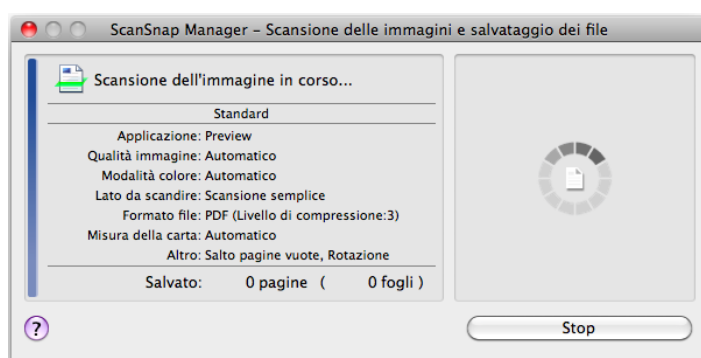 ScanSnap Manager – Scansione delle immagini e salvataggio dei file
Scansione dell'immagine in corso...
Standard
Applicazione: Preview
Qualità immagine: Automatico
Modalità colore: Automatico
Lato da scandire: Scansione semplice
Formato file: PDF (Livello di compressione:3)
Misura della carta: Automatico
Altro: Salto pagine vuote, Rotazione
Salvato: 0 pagine ( 0 fogli )
?
Stop